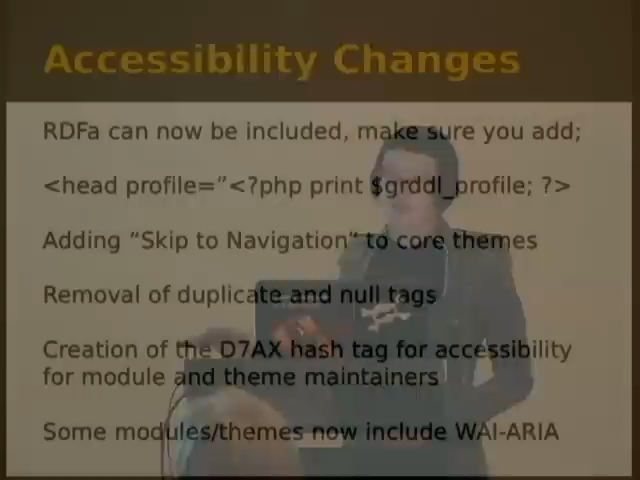 Accessibility Changes
RDFa can now be included, make sure you add;
<head profile="<?php print $grddl_profile; ?>
Adding "Skip to Navigation" to core themes
Removal of duplicate and null tags
Creation of the D7AX hash tag for accessibility
for module and theme maintainers
Some modules/themes now include WAI-ARIA